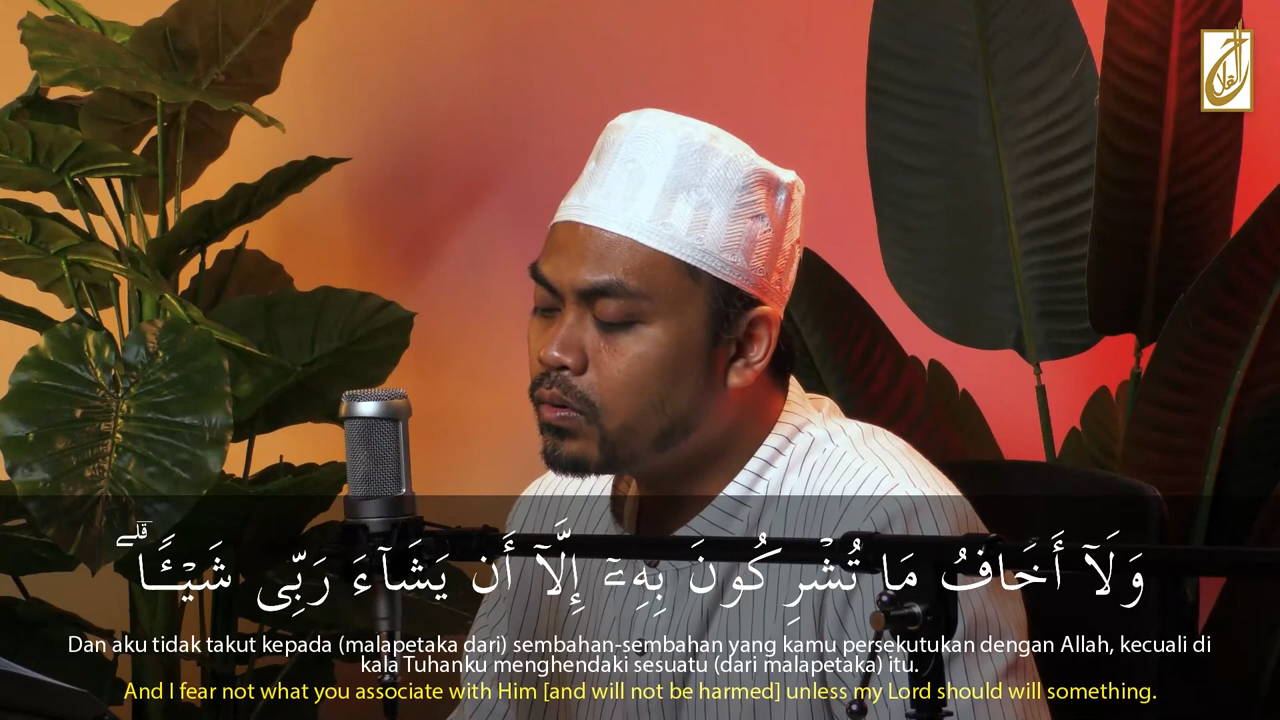 وَلَآ أَخَافُ مَا تُشْرِكُونَ بِهِۦٓ إِلَّآ أَن يَشَآءَ رَبِّى شَيْـًٔا ۗ
Dan aku tidak takut kepada (malapetaka dari) sembahan-sembahan yang kamu persekutukan dengan Allah, kecuali di
kala Tuhanku menghendaki sesuatu (dari malapetaka) itu.
And I fear not what you associate with Him [and will not be harmed] unless my Lord should will something.